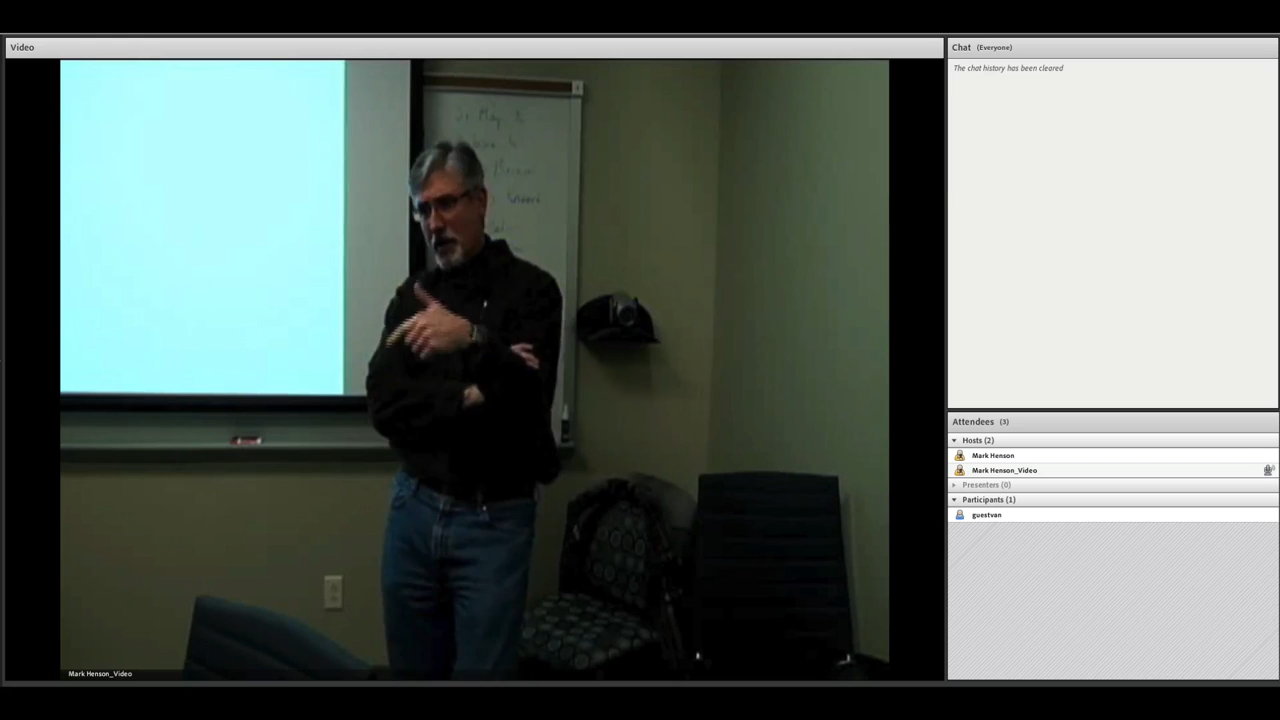 Video
Chat (Everyone)
The chat history has been cleared
Attendees (3)
Hosts (2)
Mark Henson
Mark Henson_Video
Presenters (0)
Participants (1)
guestvan
Mark Henson_Video